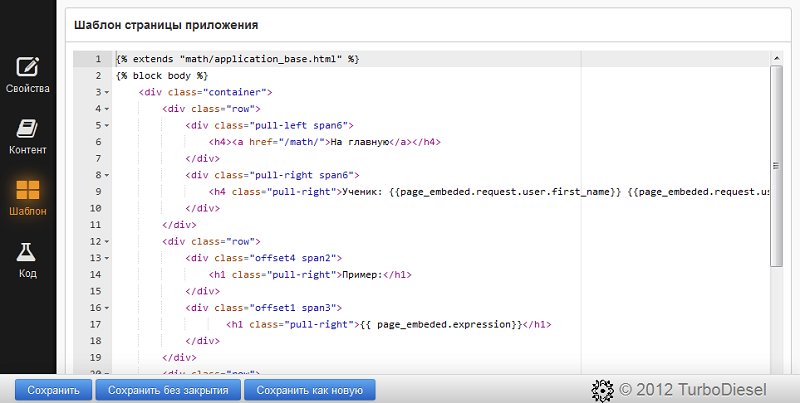 Шаблон страницы приложения
Свойства
Контент
Шаблон
Код
1 {% extends "math/application_base.html" %}
2 {% block body %}
3 <div class="container">
4 <div class="row">
5 <div class="pull-left span6">
6 <h4><a href="/math/">На главную</a></h4>
7 </div>
8 <div class="pull-right span6">
9 <h4 class="pull-right">Ученик: {{page_embeded.request.user.first_name}} {{page_embeded.request.us
10 </div>
11 </div>
12 <div class="row">
13 <div class="offset4 span2">
14 <h1 class="pull-right">Пример:</h1>
15 </div>
16 <div class="offset1 span3">
17 <h1 class="pull-right">{{ page_embeded.expression}}</h1>
18 </div>
19 </div>
20 <div class="row">
Сохранить
Сохранить без закрытия
Сохранить как новую
© 2012 TurboDiesel